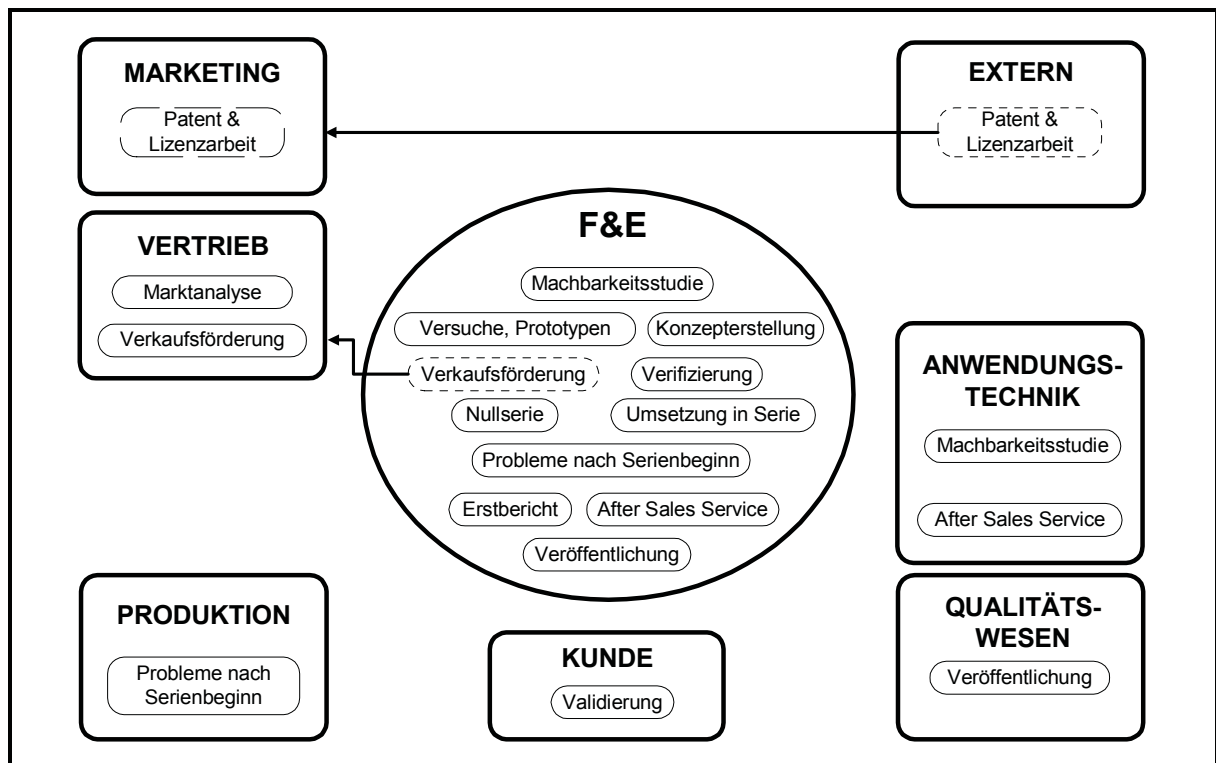 MARKETING
Patent &
Lizenzarbeit
EXTERN
Patent &
Lizenzarbeit
VERTRIEB
Marktanalyse
Verkaufsförderung
F&E
Machbarkeitsstudie
Versuche, Prototypen
Konzepterstellung
Verkaufsförderung
Verifizierung
Nullserie
Umsetzung in Serie
Probleme nach Serienbeginn
Erstbericht
After Sales Service
Veröffentlichung
ANWENDUNGS-
TECHNIK
Machbarkeitsstudie
After Sales Service
PRODUKTION
Probleme nach
Serienbeginn
KUNDE
Validierung
QUALITÄTS-
WESEN
Veröffentlichung